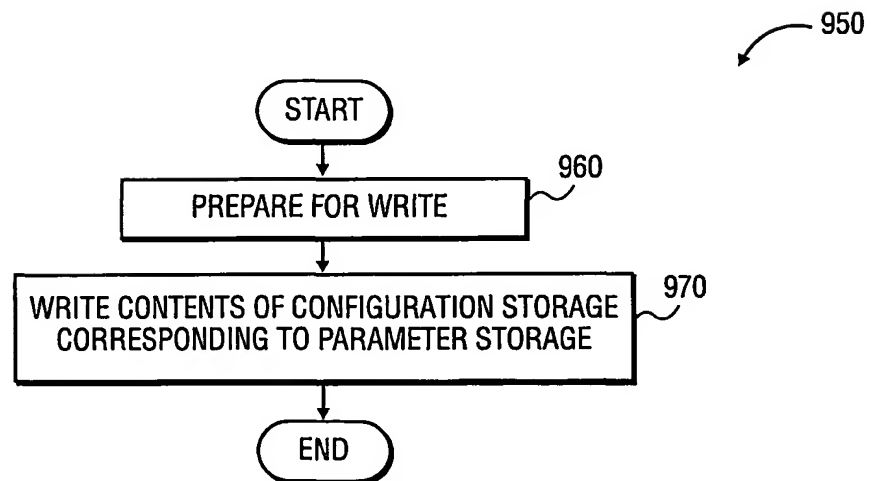 950
START
960
PREPARE FOR WRITE
970
WRITE CONTENTS OF CONFIGURATION STORAGE
CORRESPONDING TO PARAMETER STORAGE
END